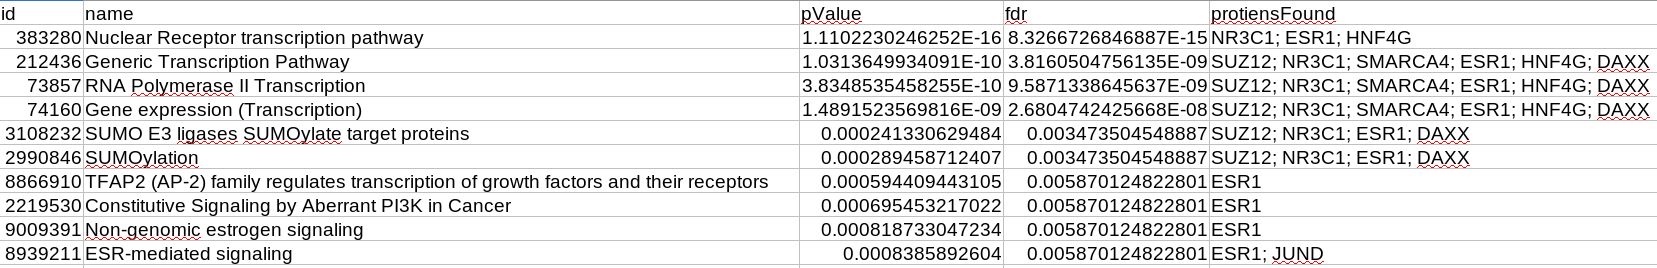 id name pValue fdr protiensFound
383280 Nuclear Receptor transcription pathway 1.1102230246252E-16 8.3266726846887E-15 NR3C1; ESR1; HNF4G
212436 Generic Transcription Pathway 1.0313649934091E-10 3.8160504756135E-09 SUZ12; NR3C1; SMARCA4; ESR1; HNF4G; DAXX
73857 RNA Polymerase II Transcription 3.8348535458255E-10 9.5871338645637E-09 SUZ12; NR3C1; SMARCA4; ESR1; HNF4G; DAXX
74160 Gene expression (Transcription) 1.4891523569816E-09 2.6804742425668E-08 SUZ12; NR3C1; SMARCA4; ESR1; HNF4G; DAXX
3108232 SUMO E3 ligases SUMOylate target proteins 0.000241330629484 0.003473504548887 SUZ12; NR3C1; ESR1; DAXX
2990846 SUMOylation 0.000289458712407 0.003473504548887 SUZ12; NR3C1; ESR1; DAXX
8866910 TFAP2 (AP-2) family regulates transcription of growth factors and their receptors 0.000594409443105 0.005870124822801 ESR1
2219530 Constitutive Signaling by Aberrant PI3K in Cancer 0.000695453217022 0.005870124822801 ESR1
9009391 Non-genomic estrogen signaling 0.000818733047234 0.005870124822801 ESR1
8939211 ESR-mediated signaling 0.0008385892604 0.005870124822801 ESR1; JUND